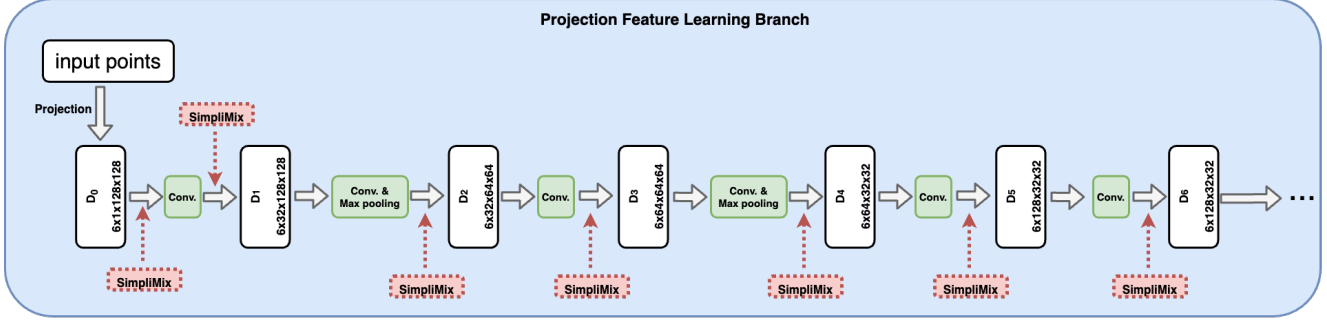 Projection Feature Learning Branch
input points
Projection
SimpliMix
D0
6x1x128x128
Conv.
D1
6x32x128x128
Conv. &
Max pooling
D2
6x32x64x64
Conv.
D3
6x64x64x64
Conv. &
Max pooling
D4
6x64x32x32
Conv.
D5
6x128x32x32
Conv.
D6
6x128x32x32
...
SimpliMix
SimpliMix
SimpliMix
SimpliMix
SimpliMix
SimpliMix